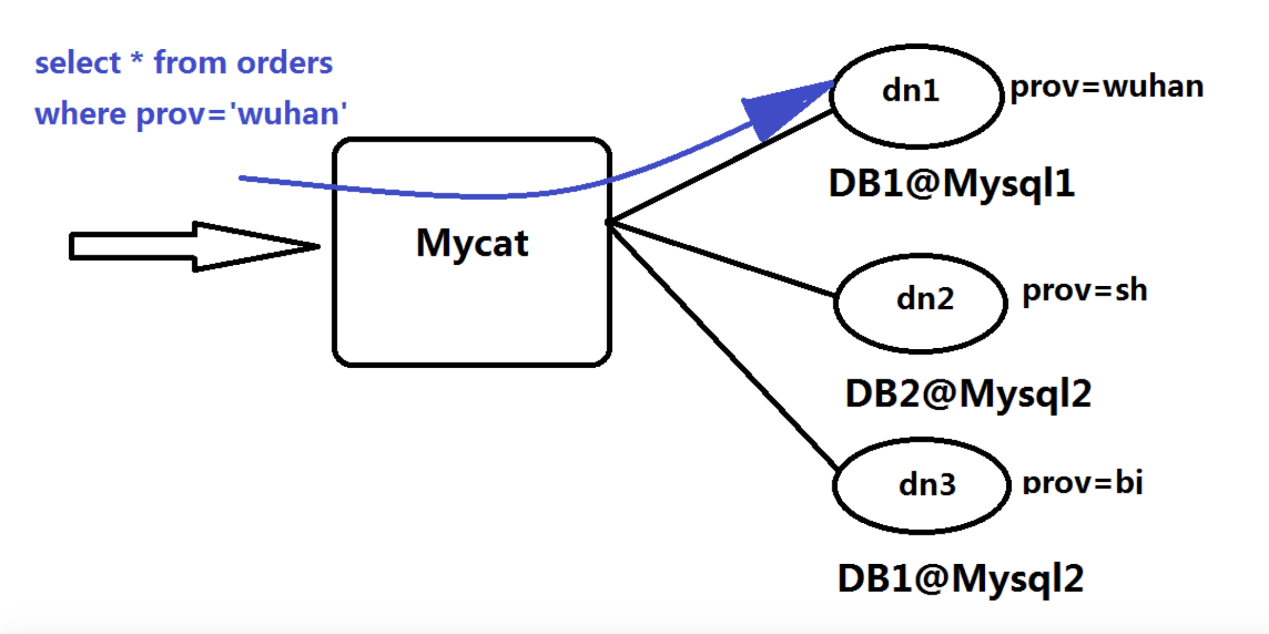 select * from orders
where prov='wuhan'
Mycat
dn1
prov=wuhan
DB1@Mysql1
dn2
prov=sh
DB2@Mysql2
dn3
prov=bi
DB1@Mysql2